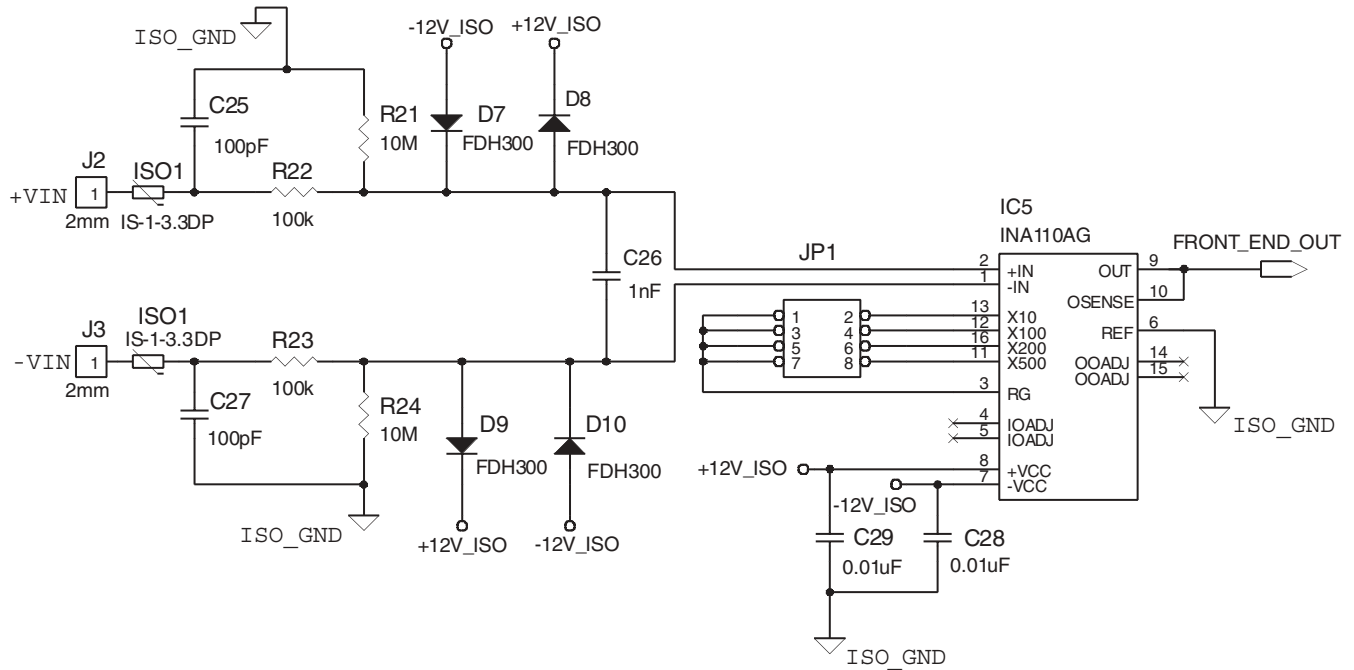 ISO_GND
-12V_ISO
+12V_ISO
C25
100pF
R21
10M
D7
FDH300
D8
FDH300
J2
+VIN
1
2mm
ISO1
IS-1-3.3DP
R22
100k
C26
1nF
JP1
IC5
INA110AG
FRONT_END_OUT
2
+IN
1
-IN
OUT
9
OSENSE
10
1
2
13
X10
3
4
12
X100
5
6
16
X200
7
8
11
X500
REF
6
OOADJ
14
OOADJ
15
3
RG
4
IOADJ
5
IOADJ
ISO_GND
J3
-VIN
1
2mm
ISO1
IS-1-3.3DP
R23
100k
C27
100pF
R24
10M
D9
FDH300
D10
FDH300
+12V_ISO
8
+VCC
-12V_ISO
7
-VCC
ISO_GND
+12V_ISO
-12V_ISO
C29
0.01uF
C28
0.01uF
ISO_GND